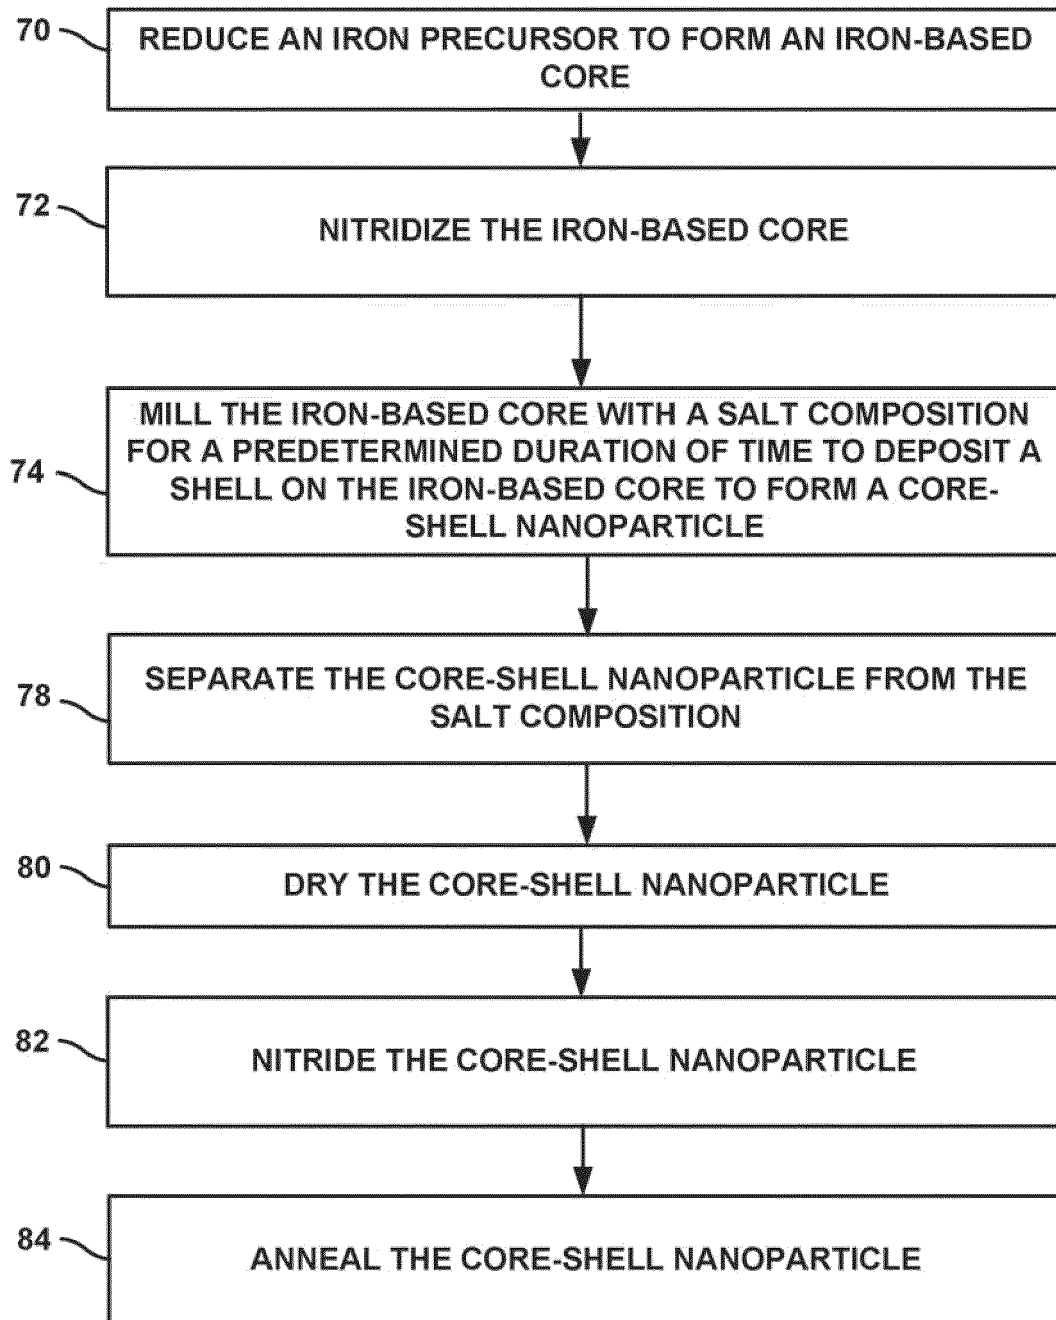 70
REDUCE AN IRON PRECURSOR TO FORM AN IRON-BASED
CORE
72
NITRIDIZE THE IRON-BASED CORE
74
MILL THE IRON-BASED CORE WITH A SALT COMPOSITION
FOR A PREDETERMINED DURATION OF TIME TO DEPOSIT A
SHELL ON THE IRON-BASED CORE TO FORM A CORE-
SHELL NANOPARTICLE
78
SEPARATE THE CORE-SHELL NANOPARTICLE FROM THE
SALT COMPOSITION
80
DRY THE CORE-SHELL NANOPARTICLE
82
NITRIDE THE CORE-SHELL NANOPARTICLE
84
ANNEAL THE CORE-SHELL NANOPARTICLE